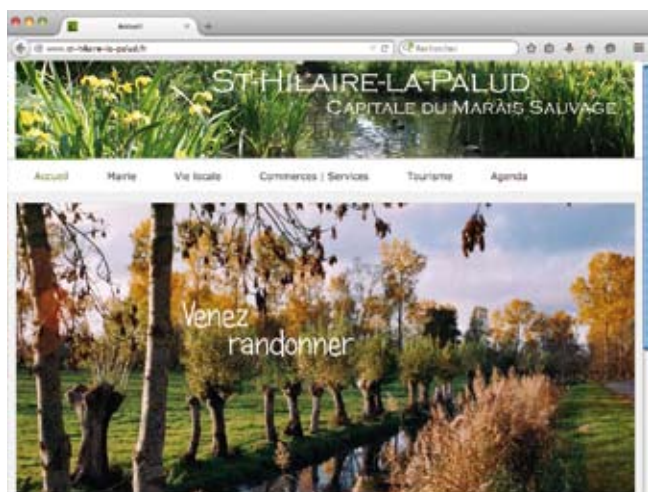 Accueil
www.st-hilaire-la-palud.fr
Rechercher
ST-HILAIRE-LA-PALUD
CAPITALE DU MARAIS SAUVAGE
Accueil Mairie Vie locale Commerces | Services Tourisme Agenda
Venez
randonner